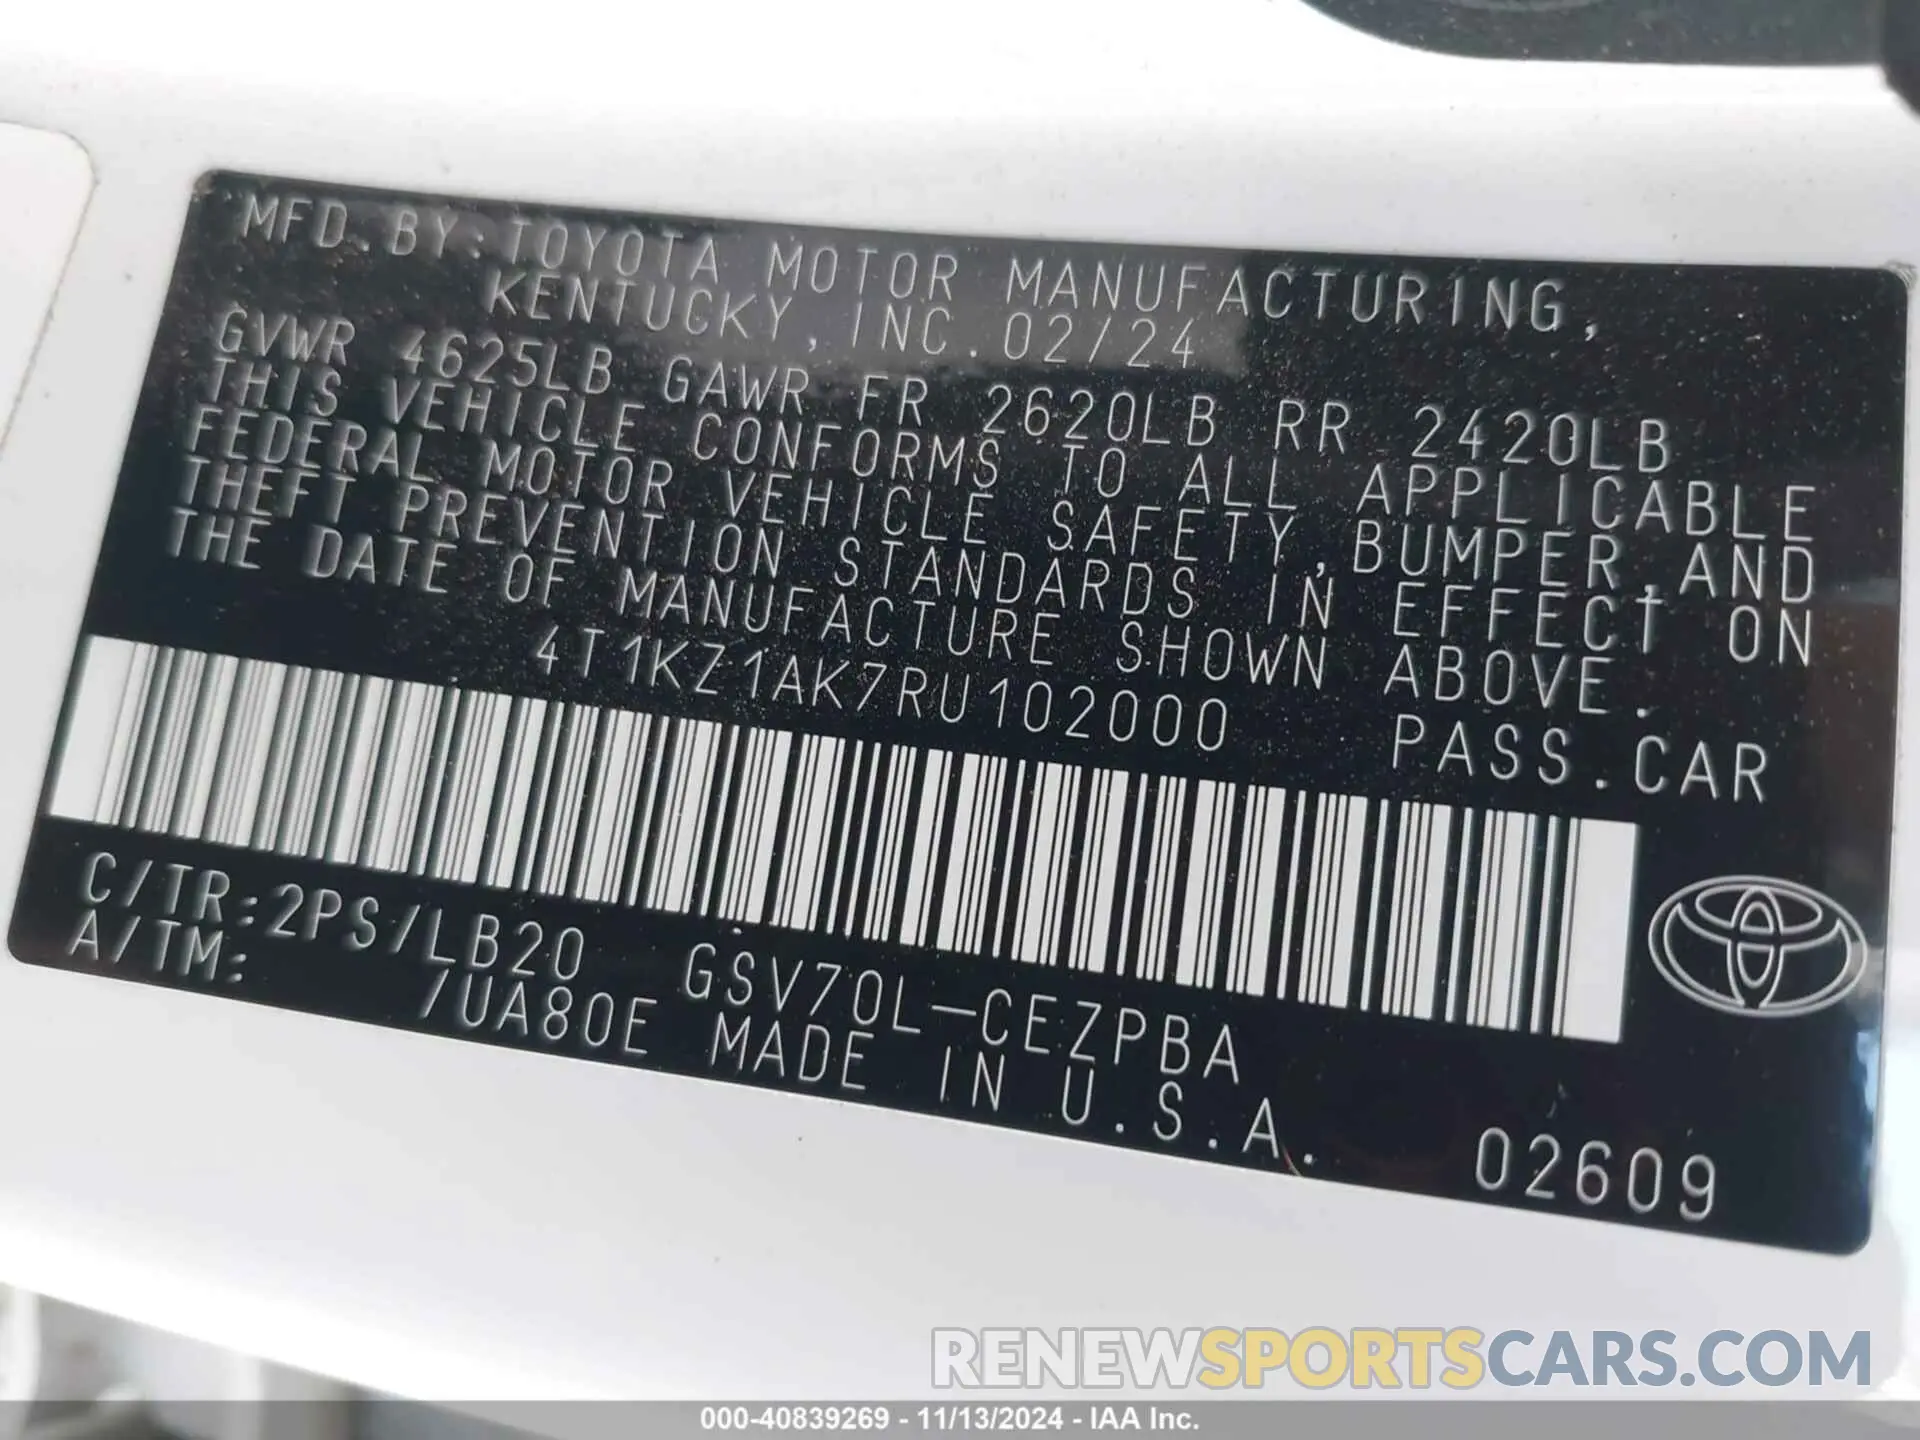 MFD.BY:TOYOTA MOTOR MANUFACTURING,
KENTUCKY,INC.02/24
GVWR 4625LB GAWR FR 2620LB RR 2420LB
THIS VEHICLE CONFORMS TO ALL APPLICABLE
FEDERAL MOTOR VEHICLE SAFETY,BUMPER,AND
THEFT PREVENTION STANDARDS IN EFFECT ON
THE DATE OF MANUFACTURE SHOWN ABOVE.
4T1KZ1AK7RU102000 PASS.CAR
C/TR:2PS/LB20 GSV70L-CEZPBA
A/TM: /UA80E MADE IN U.S.A.
02609
RENEWSPORTSCARS.COM
000-40839269 - 11/13/2024 - IAA Inc.